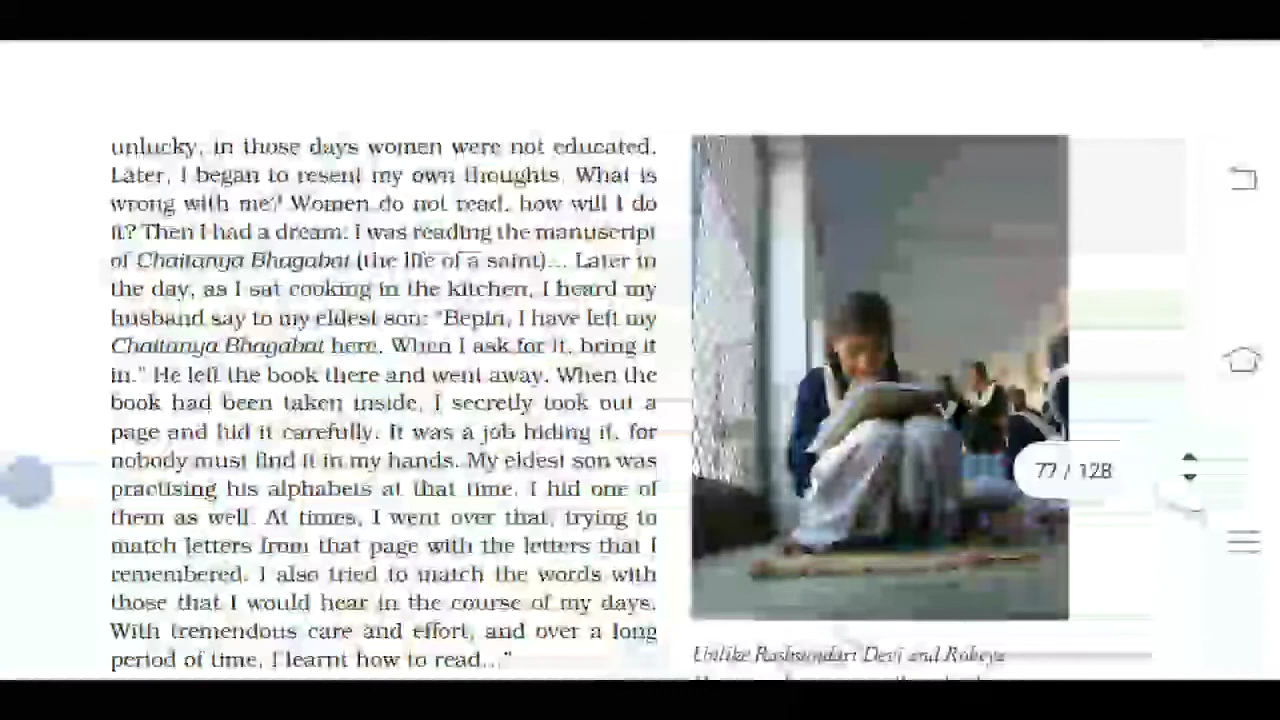 unlucky, in those days women were not educated.
Later, I began to resent my own thoughts. What is
wrong with me? Women do not read, how will I do
it? Then I had a dream: I was reading the manuscript
of Chaitanya Bhagabat (the life of a saint)... Later in
the day, as I sat cooking in the kitchen, I heard my
husband say to my eldest son: "Bepin, I have left my
Chaitanya Bhagabat here. When I ask for it, bring it
in." He left the book there and went away. When the
book had been taken inside, I secretly took out a
page and hid it carefully. It was a job hiding it, for
nobody must find it in my hands. My eldest son was
practising his alphabets at that time. I hid one of
them as well. At times, I went over that, trying to
match letters from that page with the letters that I
remembered. I also tried to match the words with
those that I would hear in the course of my days.
With tremendous care and effort, and over a long
period of time, I learnt how to read..."
77 / 128
Unlike Rashsundari Devi and Rokeya